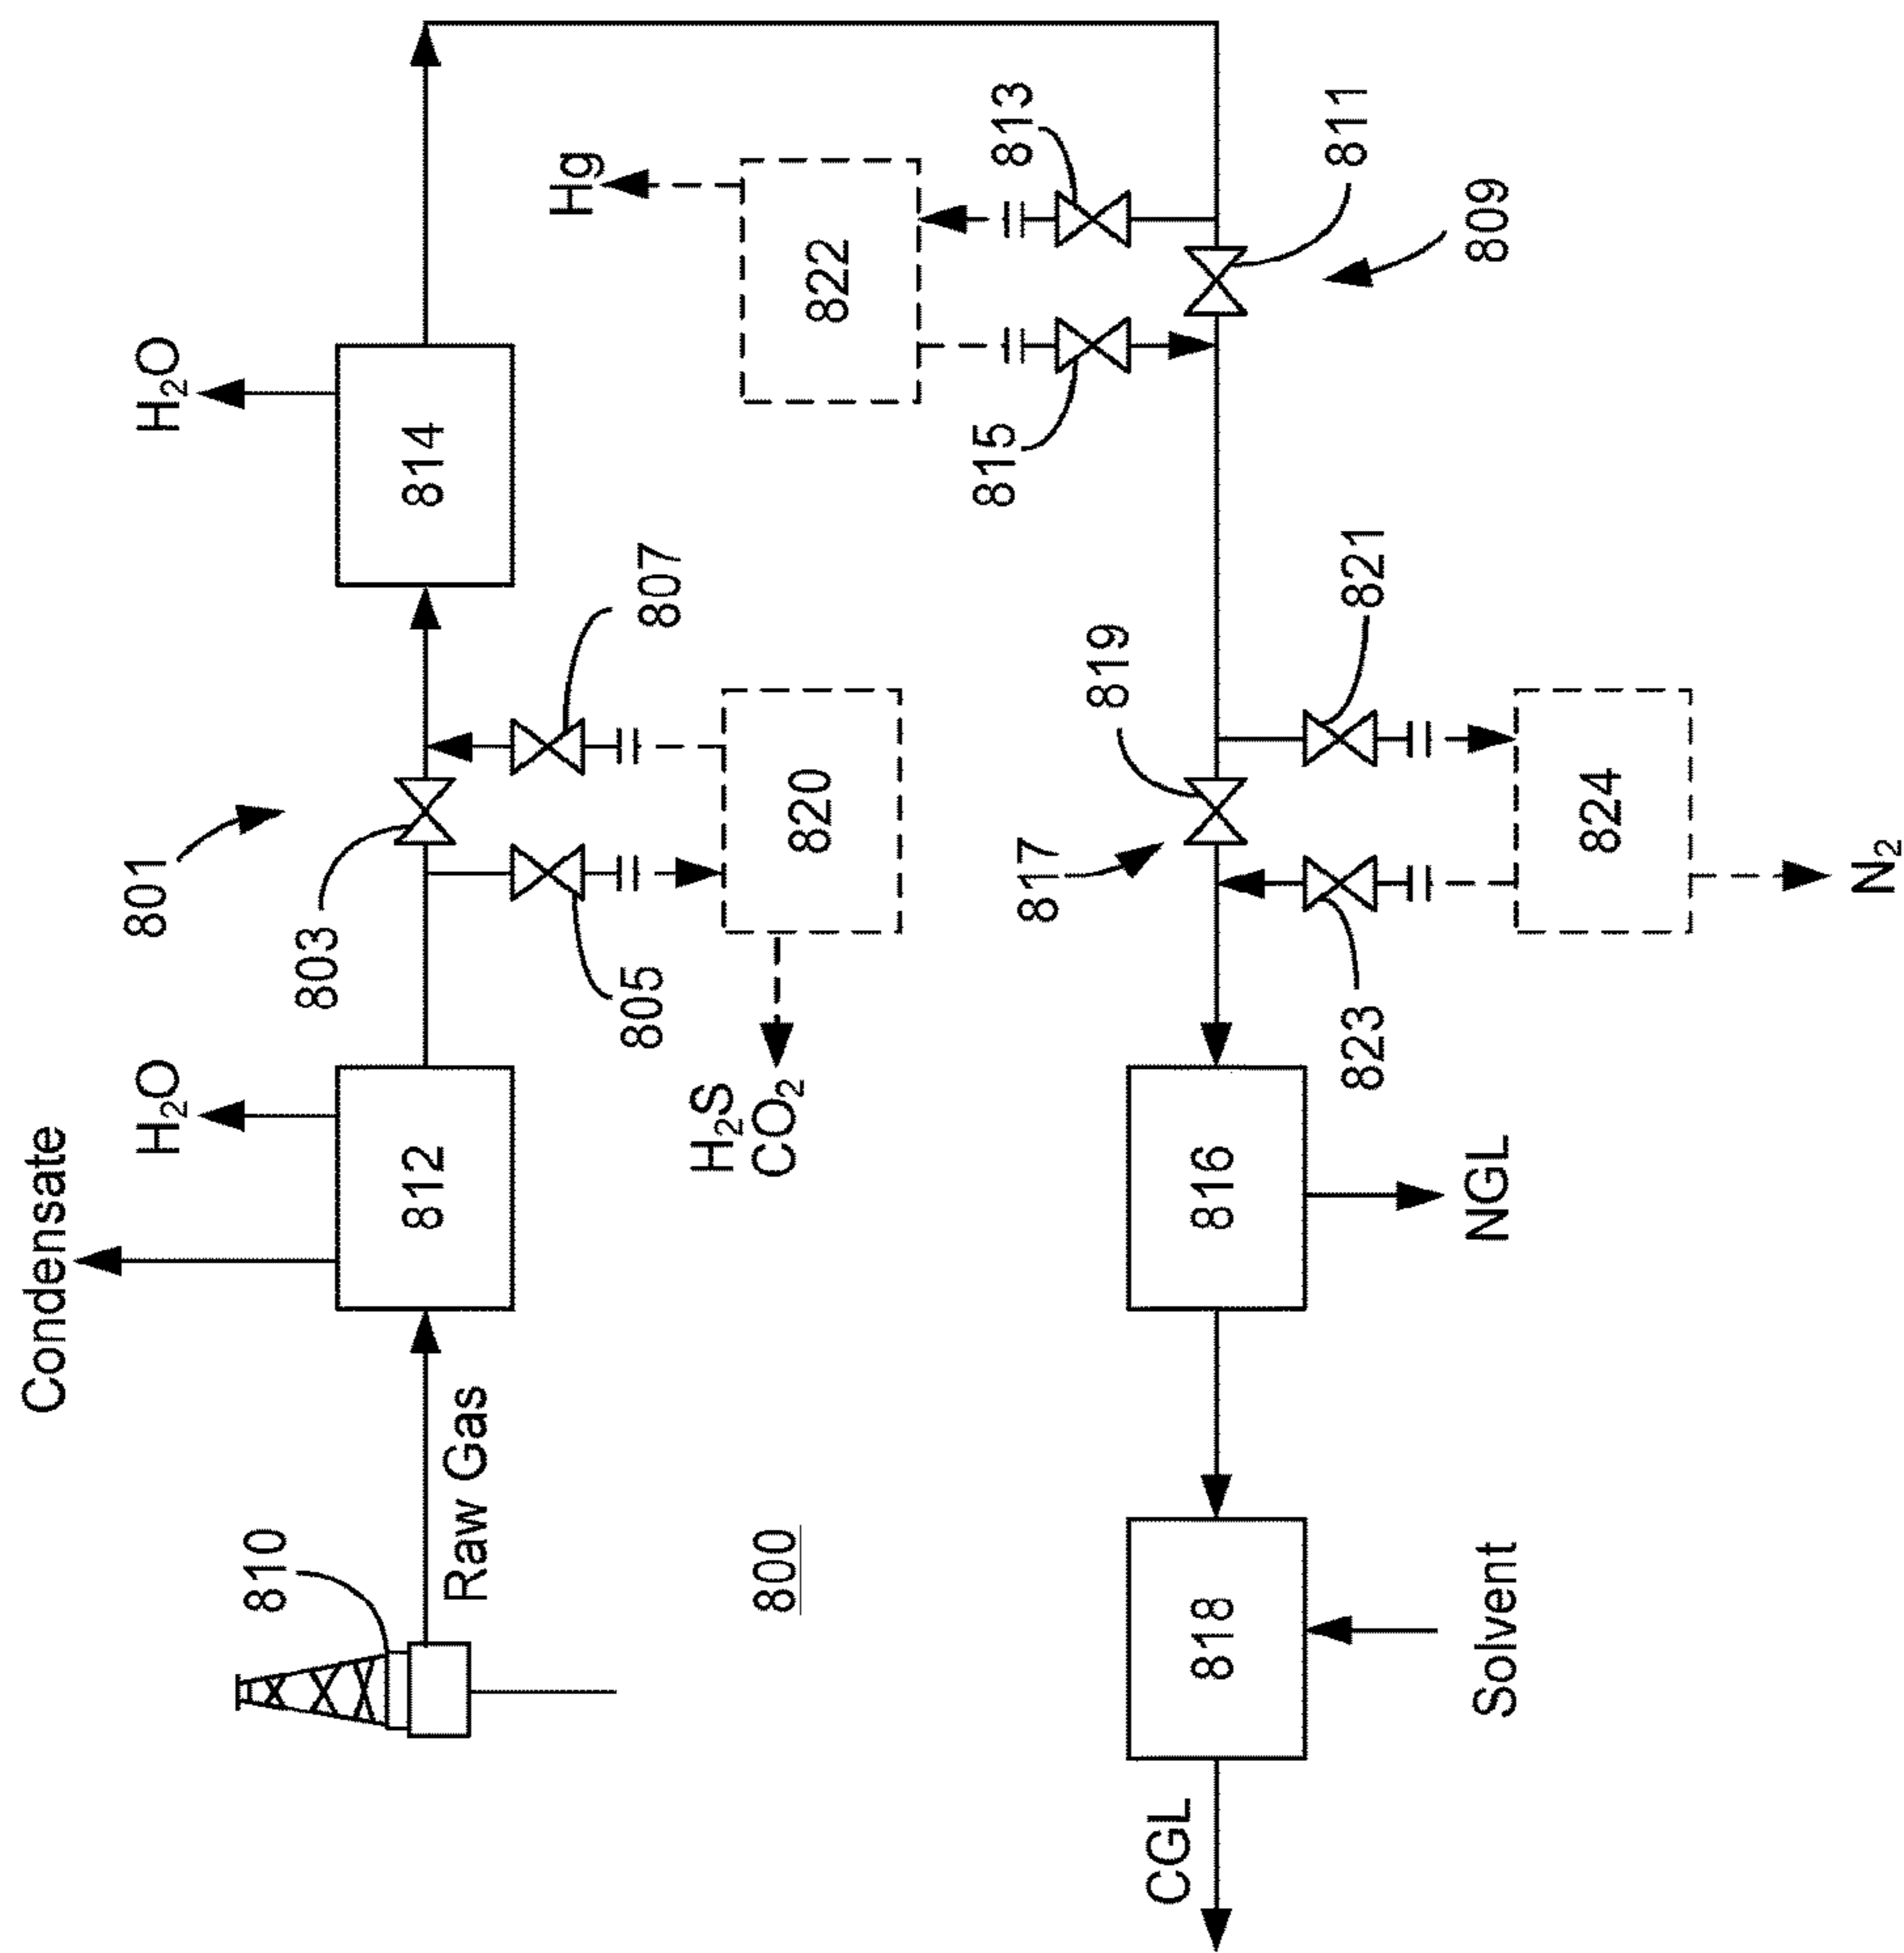 Condensate
H₂O
H₂O
801
803
810
Raw Gas
812
814
805
807
820
H₂S
CO₂
800
Hg
822
813
815
811
809
817
819
821
823
824
N₂
816
NGL
818
Solvent
CGL